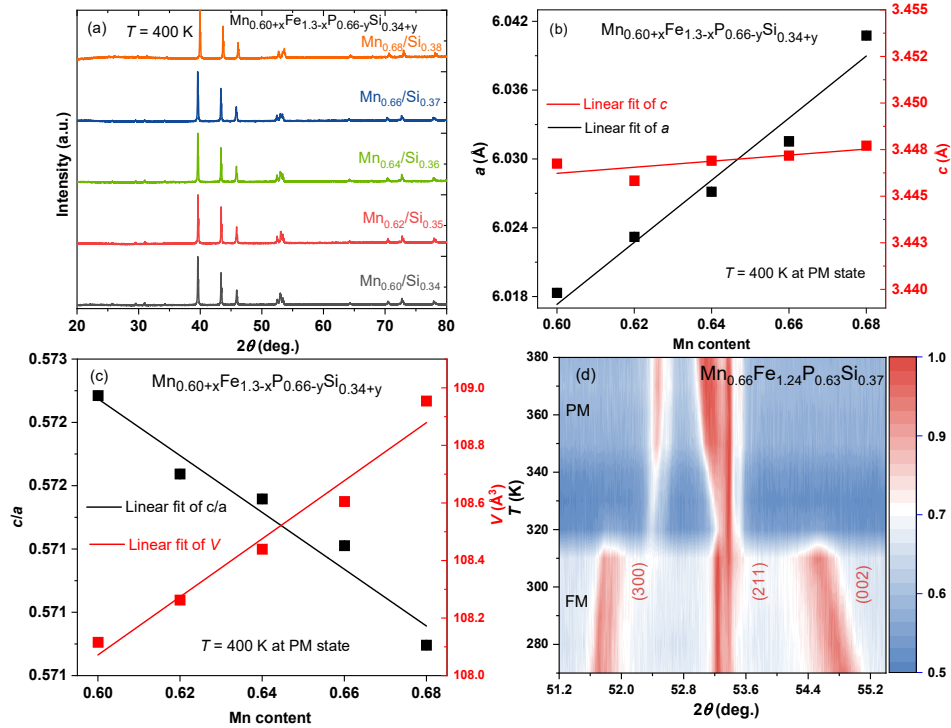 (a)
T = 400 K
Mn0.60+xFe1.3-xP0.66-ySi0.34+y
Mn0.68/Si0.38
Mn0.66/Si0.37
Mn0.64/Si0.36
Mn0.62/Si0.35
Mn0.60/Si0.34
Intensity (a.u.)
20 30 40 50 60 70 80
2θ (deg.)
(b)
Mn0.60+xFe1.3-xP0.66-ySi0.34+y
6.042
6.036
6.030
6.024
6.018
a (Å)
Linear fit of c
Linear fit of a
T = 400 K at PM state
3.455
3.453
3.450
3.448
3.445
3.443
3.440
c (Å)
0.60 0.62 0.64 0.66 0.68
Mn content
(c)
Mn0.60+xFe1.3-xP0.66-ySi0.34+y
0.573
0.572
0.572
0.571
0.571
0.571
c/a
Linear fit of c/a
Linear fit of V
T = 400 K at PM state
109.0
108.8
108.6
108.4
108.2
108.0
V (Å3)
0.60 0.62 0.64 0.66 0.68
Mn content
(d)
Mn0.66Fe1.24P0.63Si0.37
380
360
340
320
300
280
T (K)
PM
FM
(300)
(211)
(002)
51.2 52.0 52.8 53.6 54.4 55.2
2θ (deg.)
1.0
0.9
0.8
0.7
0.6
0.5